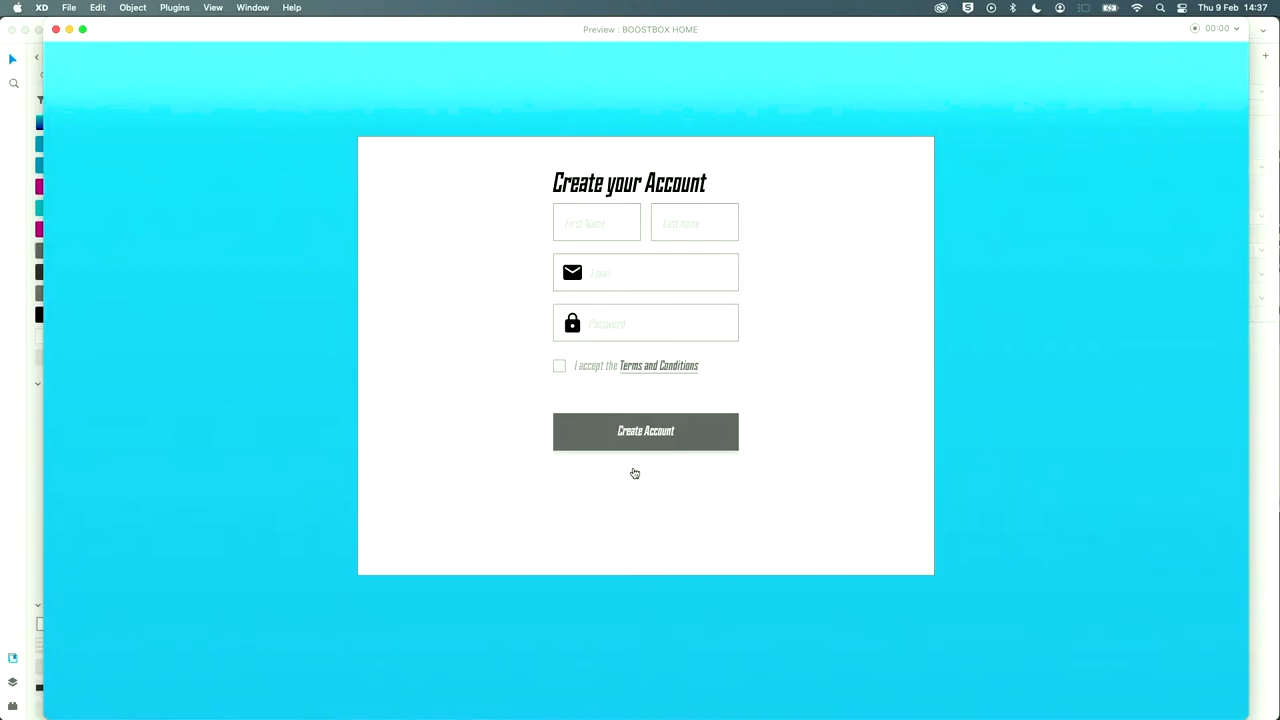 XD File Edit Object Plugins View Window Help
Thu 9 Feb 14:37
Preview : BOOSTBOX HOME
00:00
Create your Account
First Name Last name
Email
Password
I accept the Terms and Conditions
Create Account